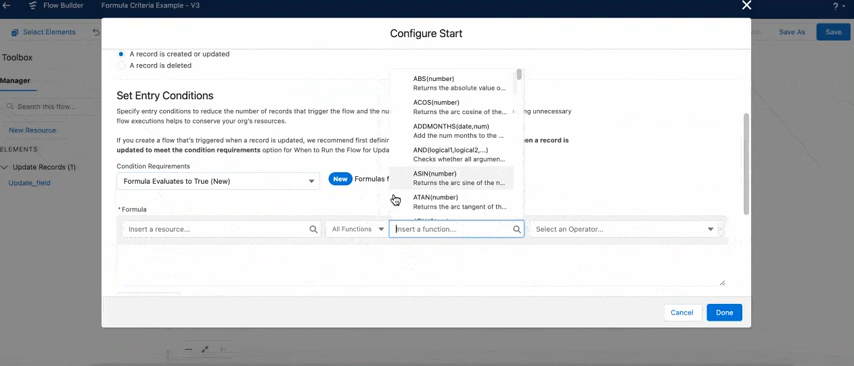 Flow Builder
Formula Criteria Example - V3
?
Select Elements
Save As
Save
Configure Start
Toolbox
Manager
Search this flow...
New Resource
ELEMENTS
Update Records (1)
Update_field
A record is created or updated
A record is deleted
Set Entry Conditions
Specify entry conditions to reduce the number of records that trigger the flow and the nu
ng unnecessary
flow executions helps to conserve your org's resources.
If you create a flow that's triggered when a record is updated, we recommend first definin
en a record is
updated to meet the condition requirements option for When to Run the Flow for Upda
Condition Requirements
Formula Evaluates to True (New)
New
Formulas f
ABS(number)
Returns the absolute value o...
ACOS(number)
Returns the arc cosine of the...
ADDMONTHS(date,num)
Add the num months to the ...
AND(logical1,logical2,...)
Checks whether all argumen...
ASIN(number)
Returns the arc sine of the n...
ATAN(number)
Returns the arc tangent of th...
* Formula
Insert a resource...
All Functions
Insert a function...
Select an Operator...
Cancel
Done